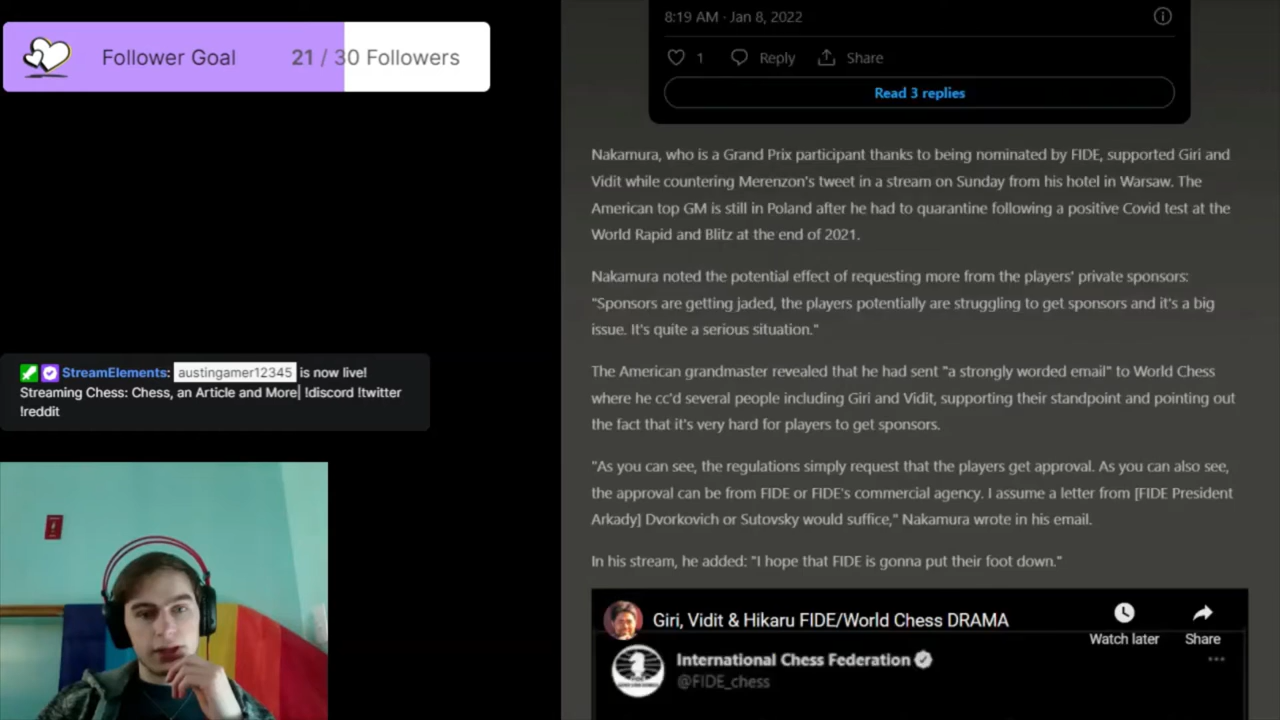 Follower Goal 21 / 30 Followers
StreamElements: austingamer12345 is now live!
Streaming Chess: Chess, an Article and More| !discord !twitter
!reddit
8:19 AM · Jan 8, 2022
1 Reply Share
Read 3 replies
Nakamura, who is a Grand Prix participant thanks to being nominated by FIDE, supported Giri and
Vidit while countering Merenzon's tweet in a stream on Sunday from his hotel in Warsaw. The
American top GM is still in Poland after he had to quarantine following a positive Covid test at the
World Rapid and Blitz at the end of 2021.
Nakamura noted the potential effect of requesting more from the players' private sponsors:
"Sponsors are getting jaded, the players potentially are struggling to get sponsors and it's a big
issue. It's quite a serious situation."
The American grandmaster revealed that he had sent "a strongly worded email" to World Chess
where he cc'd several people including Giri and Vidit, supporting their standpoint and pointing out
the fact that it's very hard for players to get sponsors.
"As you can see, the regulations simply request that the players get approval. As you can also see,
the approval can be from FIDE or FIDE's commercial agency. I assume a letter from [FIDE President
Arkady] Dvorkovich or Sutovsky would suffice," Nakamura wrote in his email.
In his stream, he added: "I hope that FIDE is gonna put their foot down."
Giri, Vidit & Hikaru FIDE/World Chess DRAMA
Watch later Share
International Chess Federation
@FIDE_chess